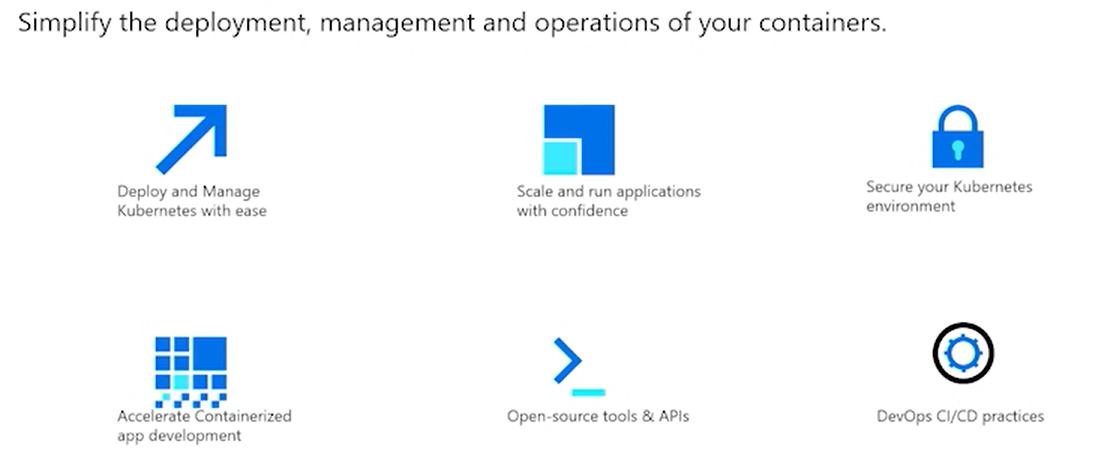 Simplify the deployment, management and operations of your containers.
Deploy and Manage
Kubernetes with ease
Scale and run applications
with confidence
Secure your Kubernetes
environment
Accelerate Containerized
app development
Open-source tools & APIs
DevOps CI/CD practices